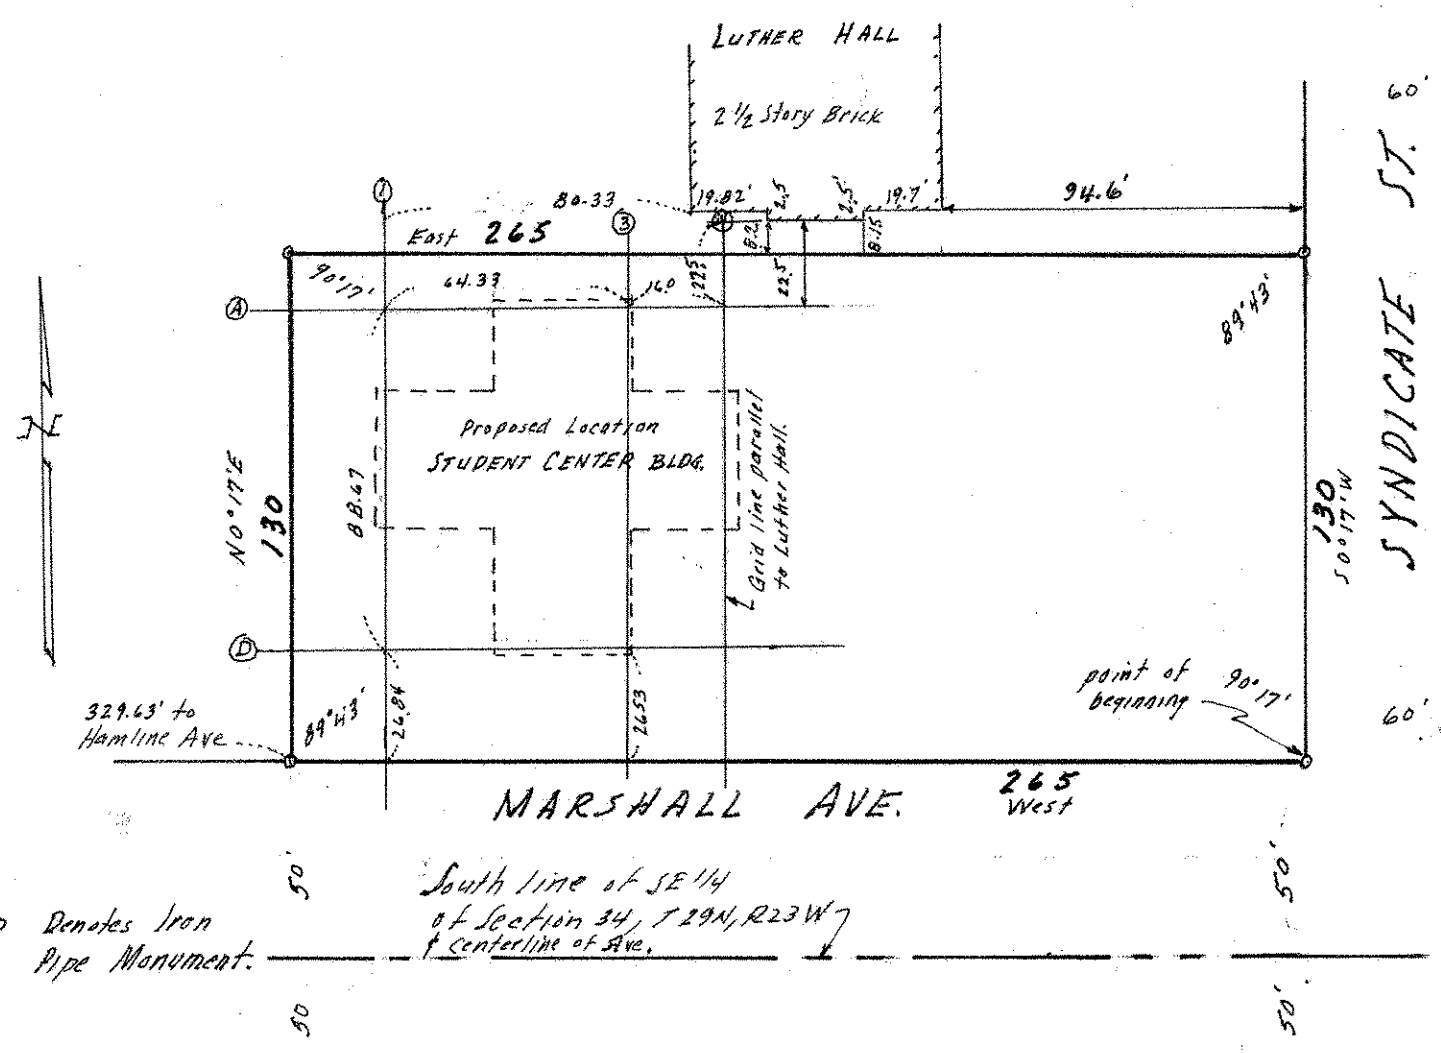 LUTHER HALL
2 1/2 Story Brick
60'
SYNDICATE ST.
1
80.33
19.82'
2.5
2.5'
19.7'
94.6'
3
East 265
8.2
8.15
90°17'
64.33
16.0
22.5
22.5
89°43'
A
N
Proposed Location
STUDENT CENTER BLDG.
88.67
Grid line parallel
to Luther Hall.
N0°17'E
130
130
S0°17'W
D
329.63' to
Hamline Ave
89°43'
26.84
26.53
point of
beginning
90°17'
60'
MARSHALL AVE.
265
West
50'
South line of SE 1/4
of Section 34, T29N, R23W
& centerline of Ave.
50'
o Denotes Iron
Pipe Monument.
50
50'